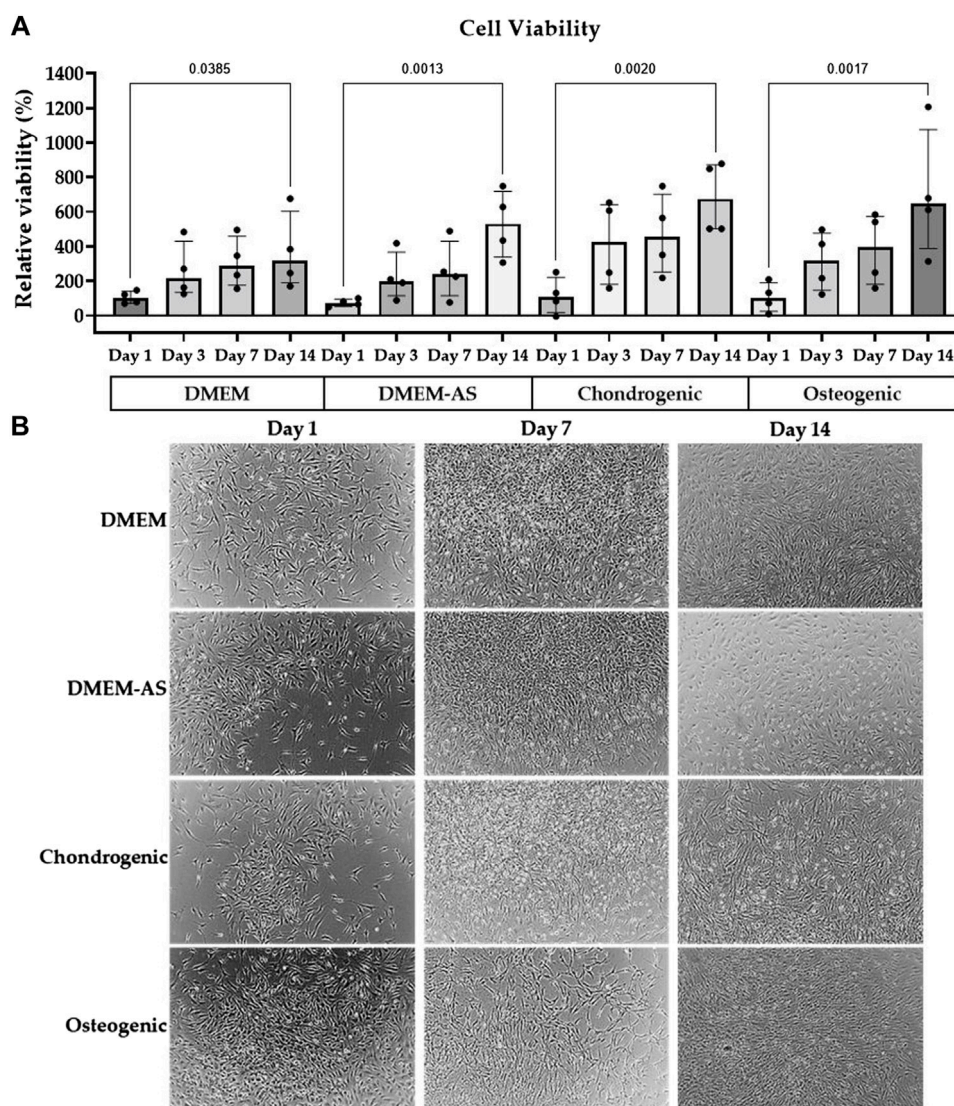 A
Cell Viability
0.0385 0.0013 0.0020 0.0017
Relative viability (%)
1400
1200
1000
800
600
400
200
0
Day 1 Day 3 Day 7 Day 14 Day 1 Day 3 Day 7 Day 14 Day 1 Day 3 Day 7 Day 14 Day 1 Day 3 Day 7 Day 14
DMEM DMEM-AS Chondrogenic Osteogenic
B
Day 1 Day 7 Day 14
DMEM
DMEM-AS
Chondrogenic
Osteogenic